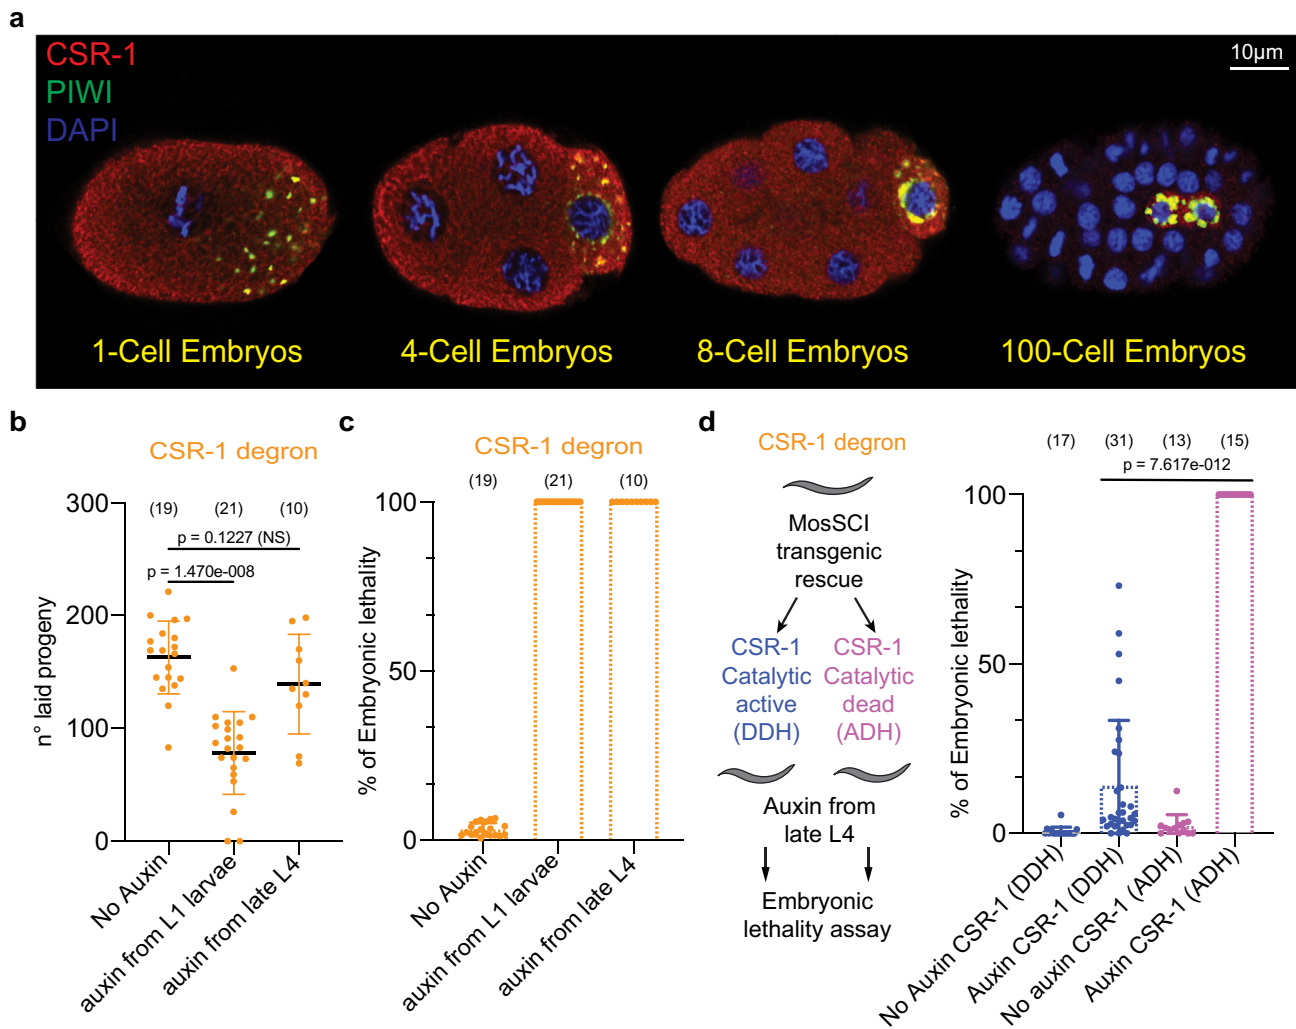 a
CSR-1
PIWI
DAPI
10µm
1-Cell Embryos
4-Cell Embryos
8-Cell Embryos
100-Cell Embryos
b
CSR-1 degron
n° laid progeny
300
200
100
0
(19)
(21)
(10)
p = 0.1227 (NS)
p = 1.470e-008
No Auxin
auxin from L1 larvae
auxin from late L4
c
CSR-1 degron
% of Embryonic lethality
100
50
0
(19)
(21)
(10)
No Auxin
auxin from L1 larvae
auxin from late L4
d
CSR-1 degron
MosSCI
transgenic
rescue
CSR-1
Catalytic
active
(DDH)
CSR-1
Catalytic
dead
(ADH)
Auxin from
late L4
Embryonic
lethality assay
% of Embryonic lethality
100
50
0
(17)
(31)
(13)
(15)
p = 7.617e-012
No Auxin CSR-1 (DDH)
Auxin CSR-1 (DDH)
No auxin CSR-1 (ADH)
Auxin CSR-1 (ADH)